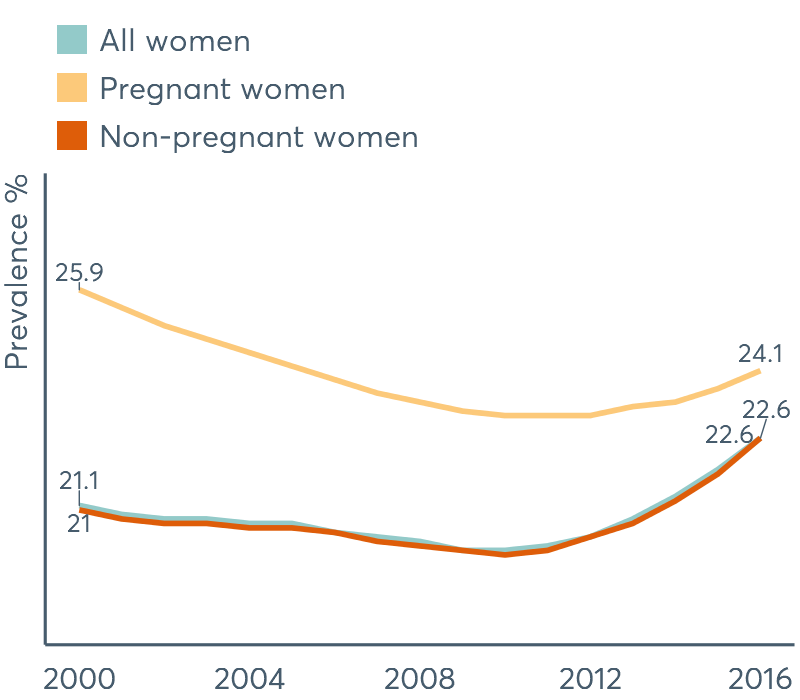 All women
Pregnant women
Non-pregnant women
Prevalence %
25.9
24.1
22.6
22.6
21.1
21
2000 2004 2008 2012 2016